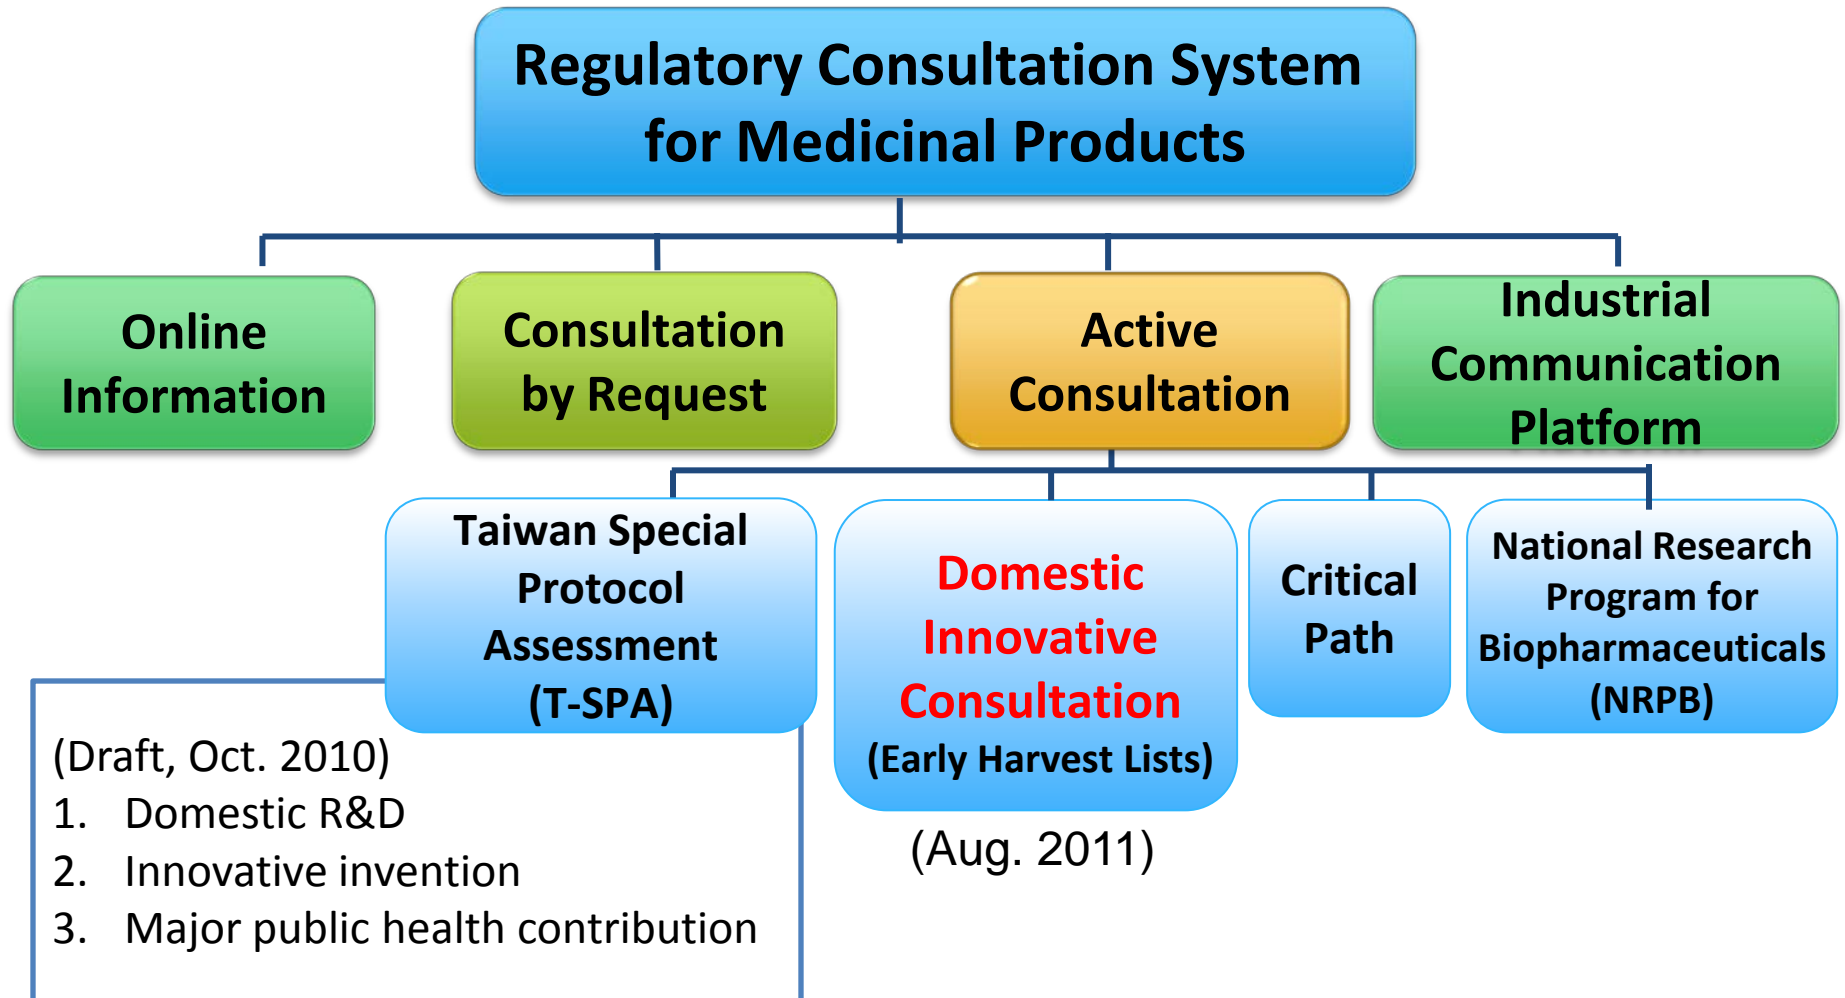 Regulatory Consultation System
for Medicinal Products
Online
Information
Consultation
by Request
Active
Consultation
Industrial
Communication
Platform
Taiwan Special
Protocol
Assessment
(T-SPA)
Domestic
Innovative
Consultation
(Early Harvest Lists)
Critical
Path
National Research
Program for
Biopharmaceuticals
(NRPB)
(Draft, Oct. 2010)
1. Domestic R&D
2. Innovative invention
3. Major public health contribution
(Aug. 2011)